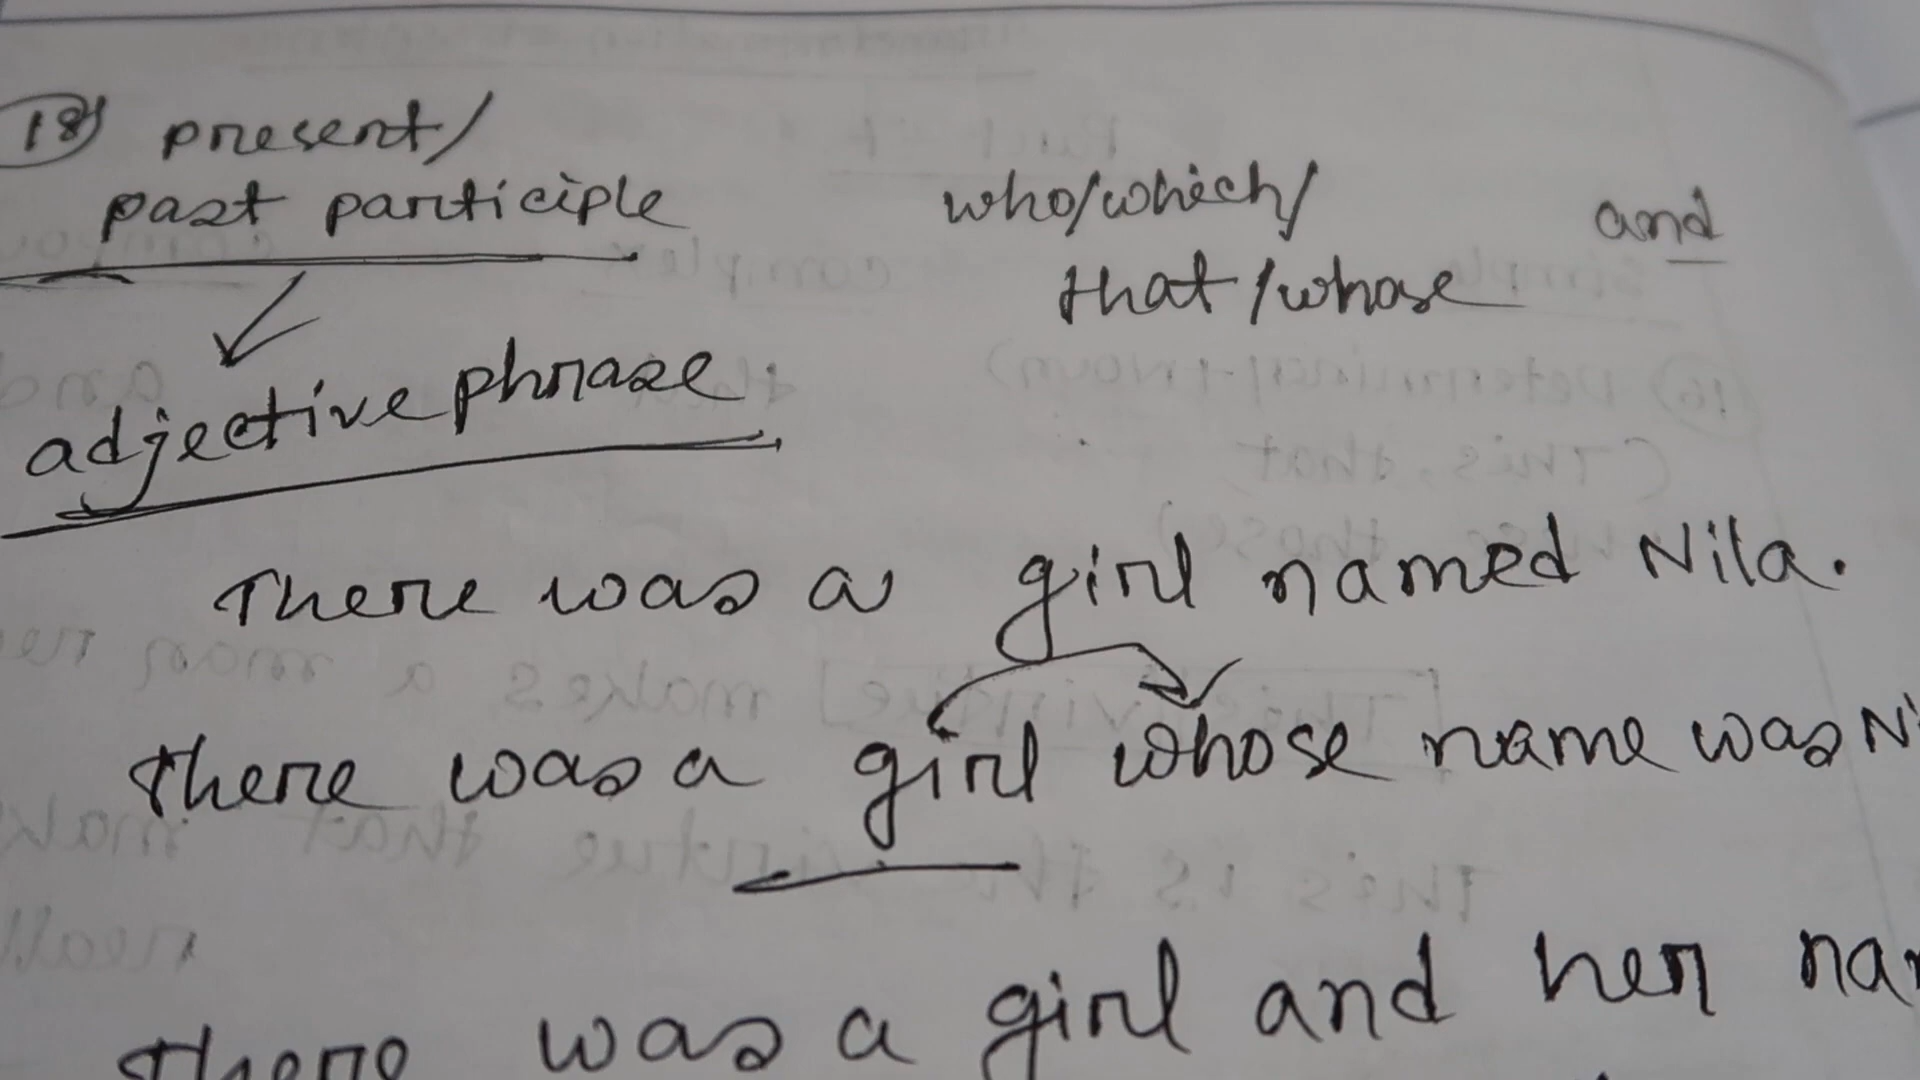 18) present/
past participle who/which/ and
that/whose
adjective phrase.
There was a girl named Nila.
There was a girl whose name was
There was a girl and her